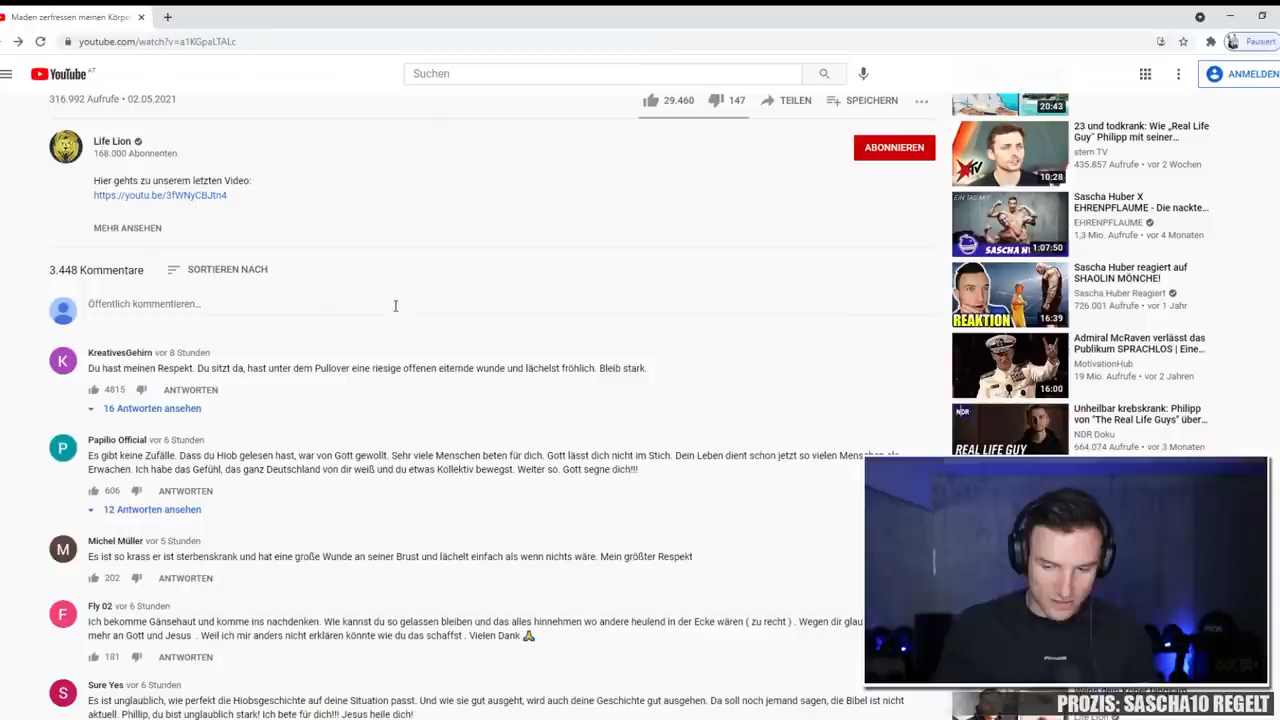 Maden zerfressen meinen Körpe
youtube.com/watch?v=a1KGpaLTALc
Pausiert
YouTube AT
Suchen
ANMELDEN
316.992 Aufrufe • 02.05.2021
29.460
147
TEILEN
SPEICHERN
Life Lion
168.000 Abonnenten
ABONNIEREN
Hier gehts zu unserem letzten Video:
https://youtu.be/3fWNyCBJtn4
MEHR ANSEHEN
3.448 Kommentare
SORTIEREN NACH
Öffentlich kommentieren...
K
KreativesGehirn vor 8 Stunden
Du hast meinen Respekt. Du sitzt da, hast unter dem Pullover eine riesige offenen eiternde wunde und lächelst fröhlich. Bleib stark.
4815
ANTWORTEN
16 Antworten ansehen
P
Papilio Official vor 6 Stunden
Es gibt keine Zufälle. Dass du Hiob gelesen hast, war von Gott gewollt. Sehr viele Menschen beten für dich. Gott lässt dich nicht im Stich. Dein Leben dient schon jetzt so vielen Menschen als
Erwachen. Ich habe das Gefühl, das ganz Deutschland von dir weiß und du etwas Kollektiv bewegst. Weiter so. Gott segne dich!!!
606
ANTWORTEN
12 Antworten ansehen
M
Michel Müller vor 5 Stunden
Es ist so krass er ist sterbenskrank und hat eine große Wunde an seiner Brust und lächelt einfach als wenn nichts wäre. Mein größter Respekt
202
ANTWORTEN
F
Fly 02 vor 6 Stunden
Ich bekomme Gänsehaut und komme ins nachdenken. Wie kannst du so gelassen bleiben und das alles hinnehmen wo andere heulend in der Ecke wären ( zu recht ) . Wegen dir glau
mehr an Gott und Jesus . Weil ich mir anders nicht erklären könnte wie du das schaffst . Vielen Dank 🙏
181
ANTWORTEN
S
Sure Yes vor 6 Stunden
Es ist unglaublich, wie perfekt die Hiobsgeschichte auf deine Situation passt. Und wie sie gut ausgeht, wird auch deine Geschichte gut ausgehen. Da soll noch jemand sagen, die Bibel ist nicht
aktuell. Phillip, du bist unglaublich stark! Ich bete für dich!!! Jesus heile dich!
20:43
23 und todkrank: Wie „Real Life
Guy" Philipp mit seiner...
stern TV
435.857 Aufrufe • vor 2 Wochen
10:28
EIN TAG MIT
SASCHA H
1:07:50
Sascha Huber X
EHRENPFLAUME - Die nackte...
EHRENPFLAUME
1,3 Mio. Aufrufe • vor 4 Monaten
REAKTION
16:39
Sascha Huber reagiert auf
SHAOLIN MÖNCHE!
Sascha Huber Reagiert
726.001 Aufrufe • vor 1 Jahr
16:00
Admiral McRaven verlässt das
Publikum SPRACHLOS | Eine...
MotivationHub
19 Mio. Aufrufe • vor 2 Jahren
NDR
REAL LIFE GUY
Unheilbar krebskrank: Philipp
von "The Real Life Guys" über...
NDR Doku
664.074 Aufrufe • vor 3 Monaten
PROZIS: SASCHA10 REGELT